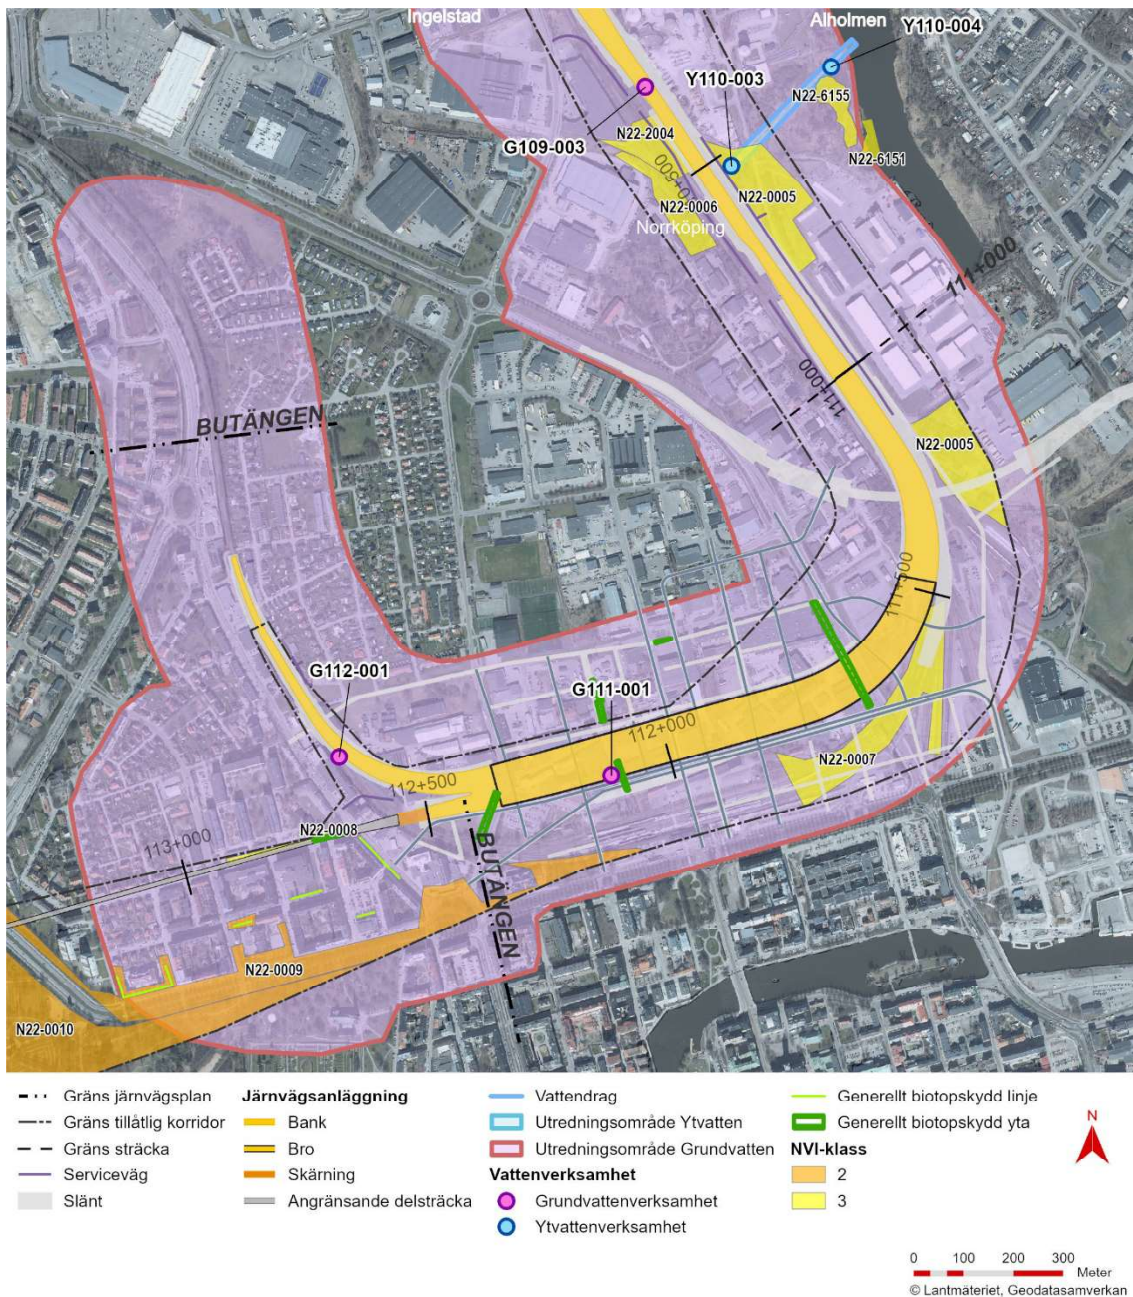 Ingelstad
Alholmen
Y110-004
Y110-003
N22-6155
G109-003
N22-2004
N22-6151
0+500
N22-0005
N22-0006
Norrköping
111+000
111+000
BUTÄNGEN
N22-0005
111+500
G112-001
G111-001
112+000
N22-0007
112+500
N22-0008
113+000
BUTÄNGEN
N22-0009
N22-0010
Gräns järnvägsplan
Gräns tillåtlig korridor
Gräns sträcka
Serviceväg
Slänt
Järnvägsanläggning
Bank
Bro
Skärning
Angränsande delsträcka
Vattendrag
Utredningsområde Ytvatten
Utredningsområde Grundvatten
Vattenverksamhet
Grundvattenverksamhet
Ytvattenverksamhet
Generellt biotopskydd linje
Generellt biotopskydd yta
NVI-klass
2
3
N
0 100 200 300
Meter
© Lantmäteriet, Geodatasamverkan